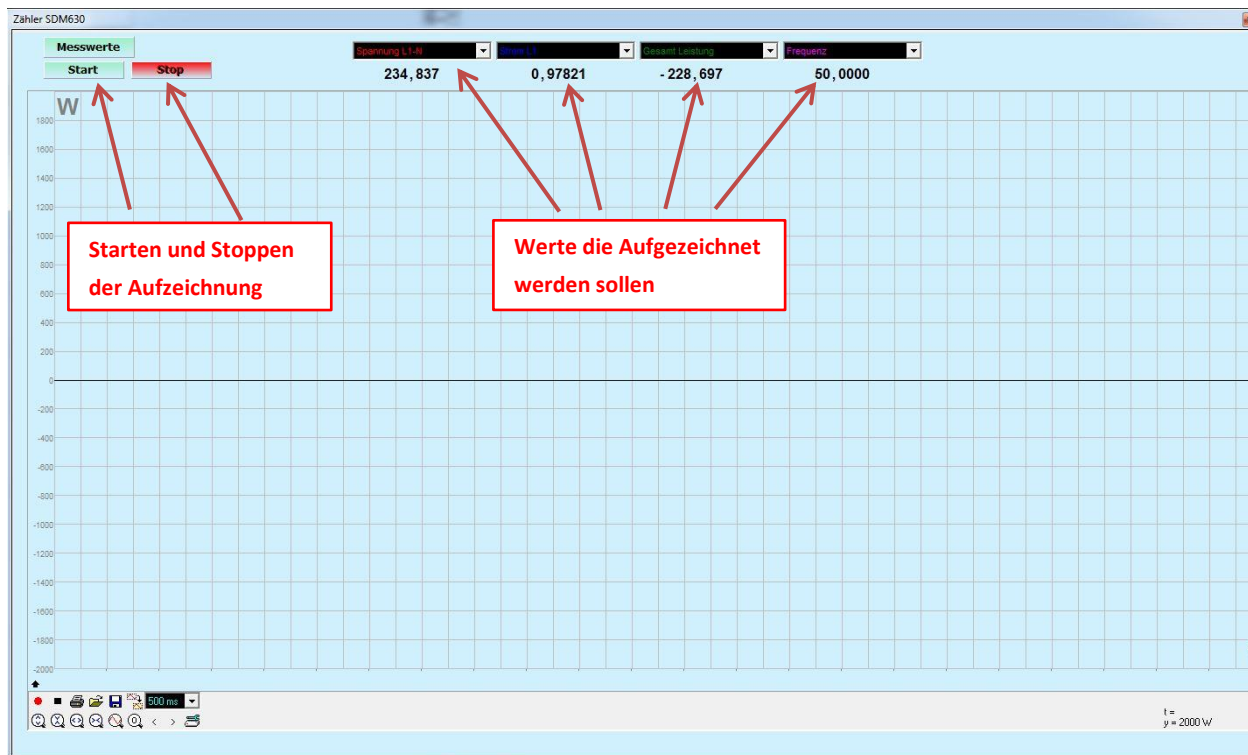 Zähler SDM630
Messwerte
Start Stop
Spannung L1-N Strom L1 Gesamt Leistung Frequenz
234,837 0,97821 -228,697 50,0000
W
1800
1600
1400
1200
1000
Starten und Stoppen
der Aufzeichnung
Werte die Aufgezeichnet
werden sollen
800
600
400
200
0
-200
-400
-600
-800
-1000
-1200
-1400
-1600
-1800
-2000
500 ms
t =
y = 2000 W